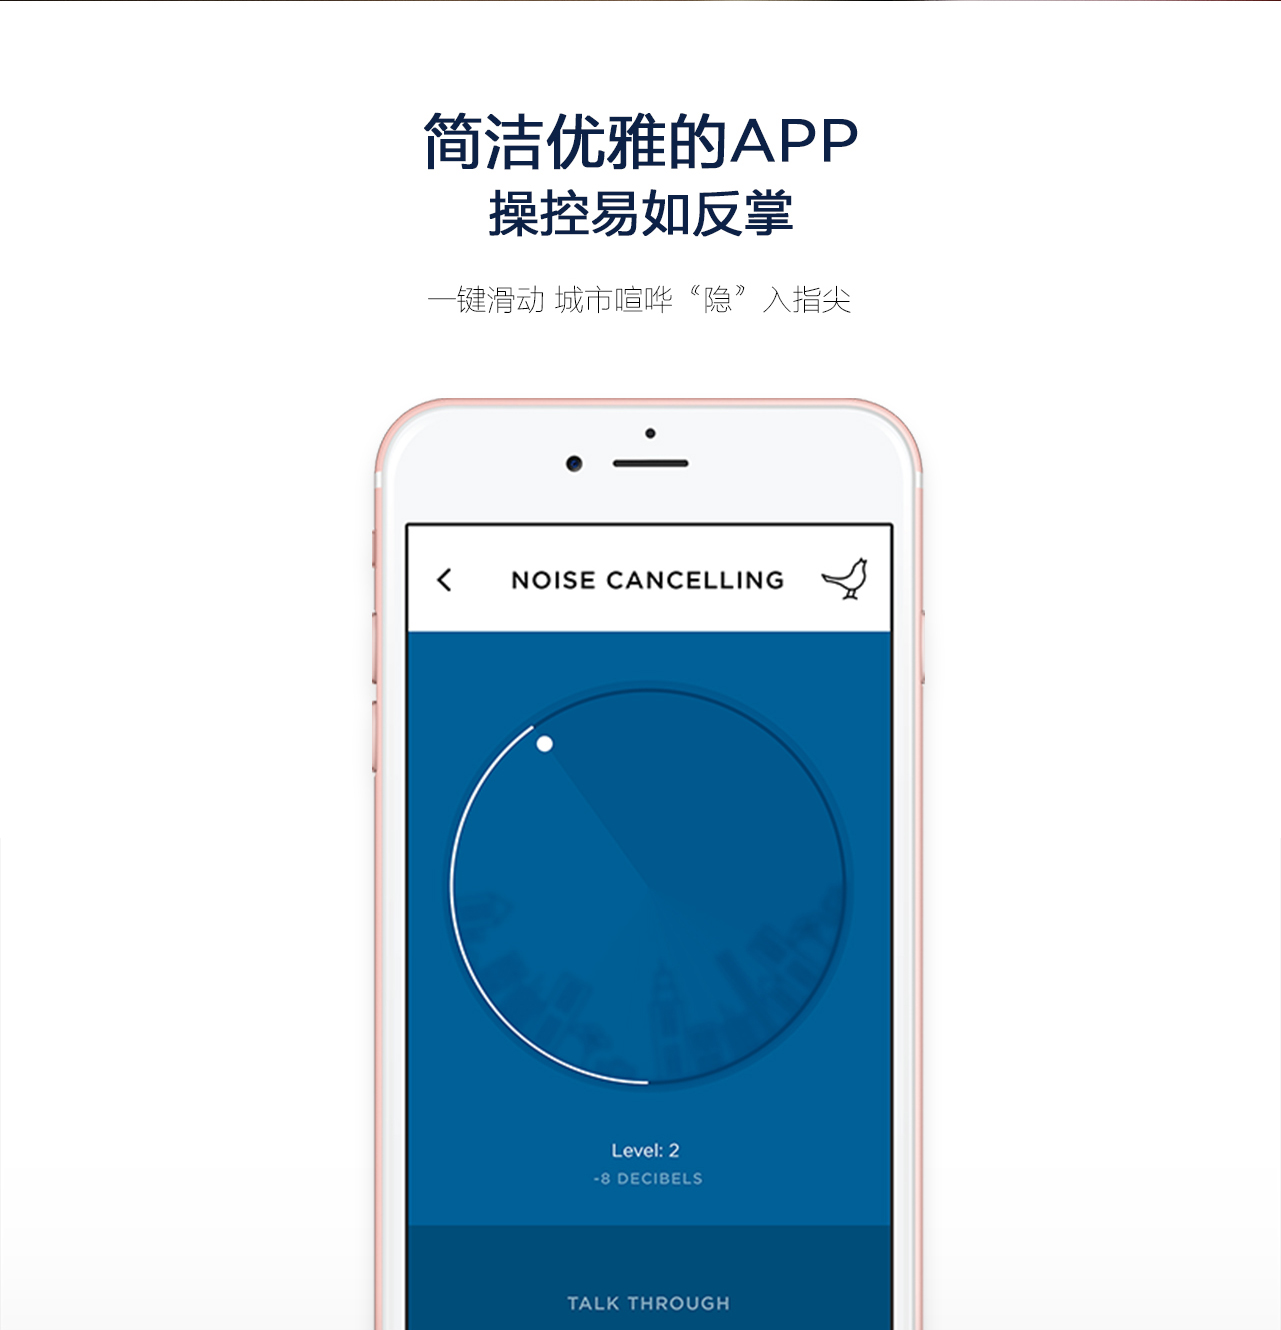 简洁优雅的APP
操控易如反掌
一键滑动 城市喧哗“隐”入指尖
NOISE CANCELLING
Level: 2
-8 DECIBELS
TALK THROUGH